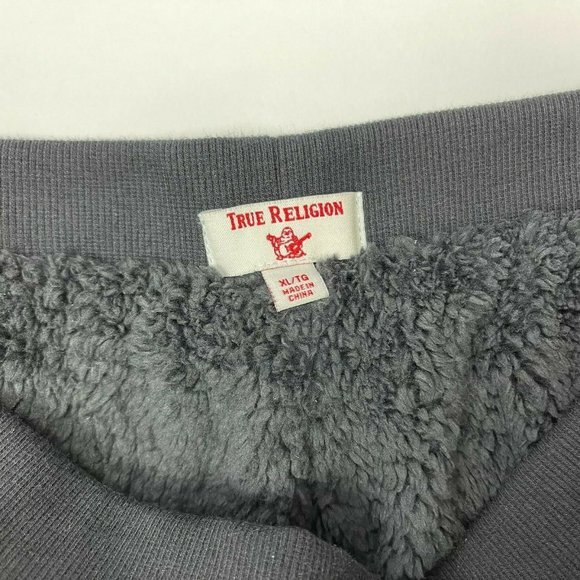 TRUE RELIGION
XL/TG
MADE IN
CHINA